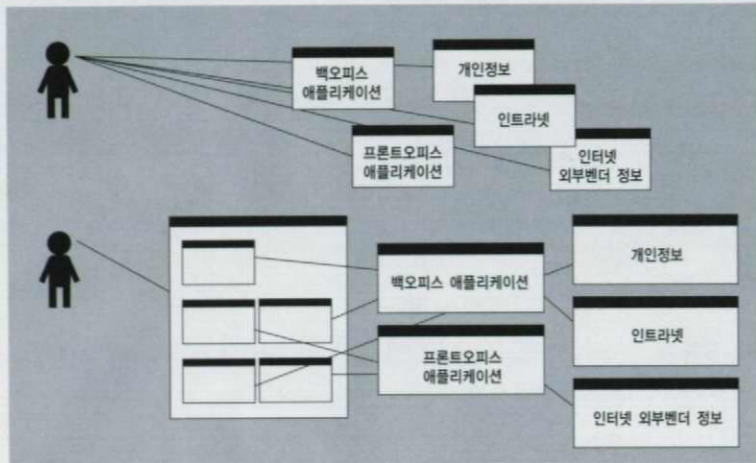 백오피스
애플리케이션
개인정보
인트라넷
프론트오피스
애플리케이션
인터넷
외부벤더 정보
백오피스 애플리케이션
개인정보
인트라넷
프론트오피스
애플리케이션
인터넷 외부벤더 정보